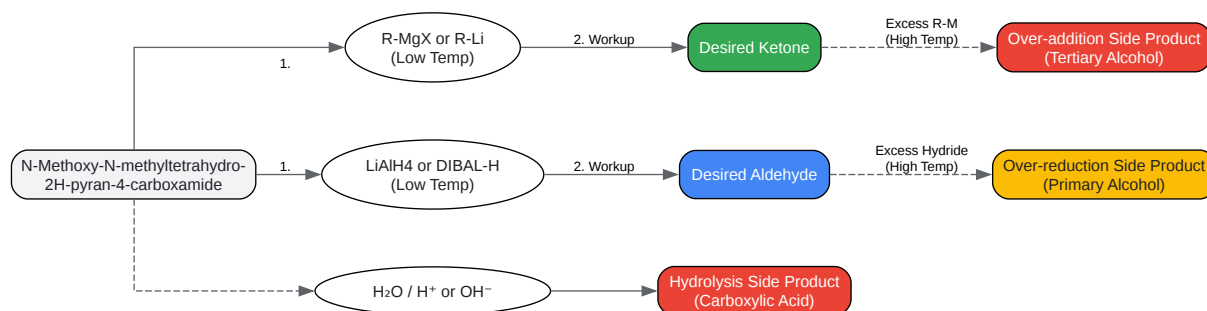 R-MgX or R-Li
(Low Temp)
1.
2. Workup
Desired Ketone
Excess R-M
(High Temp)
Over-addition Side Product
(Tertiary Alcohol)
N-Methoxy-N-methyltetrahydro-
2H-pyran-4-carboxamide
1.
LiAlH4 or DIBAL-H
(Low Temp)
2. Workup
Desired Aldehyde
Excess Hydride
(High Temp)
Over-reduction Side Product
(Primary Alcohol)
H₂O / H⁺ or OH⁻
Hydrolysis Side Product
(Carboxylic Acid)